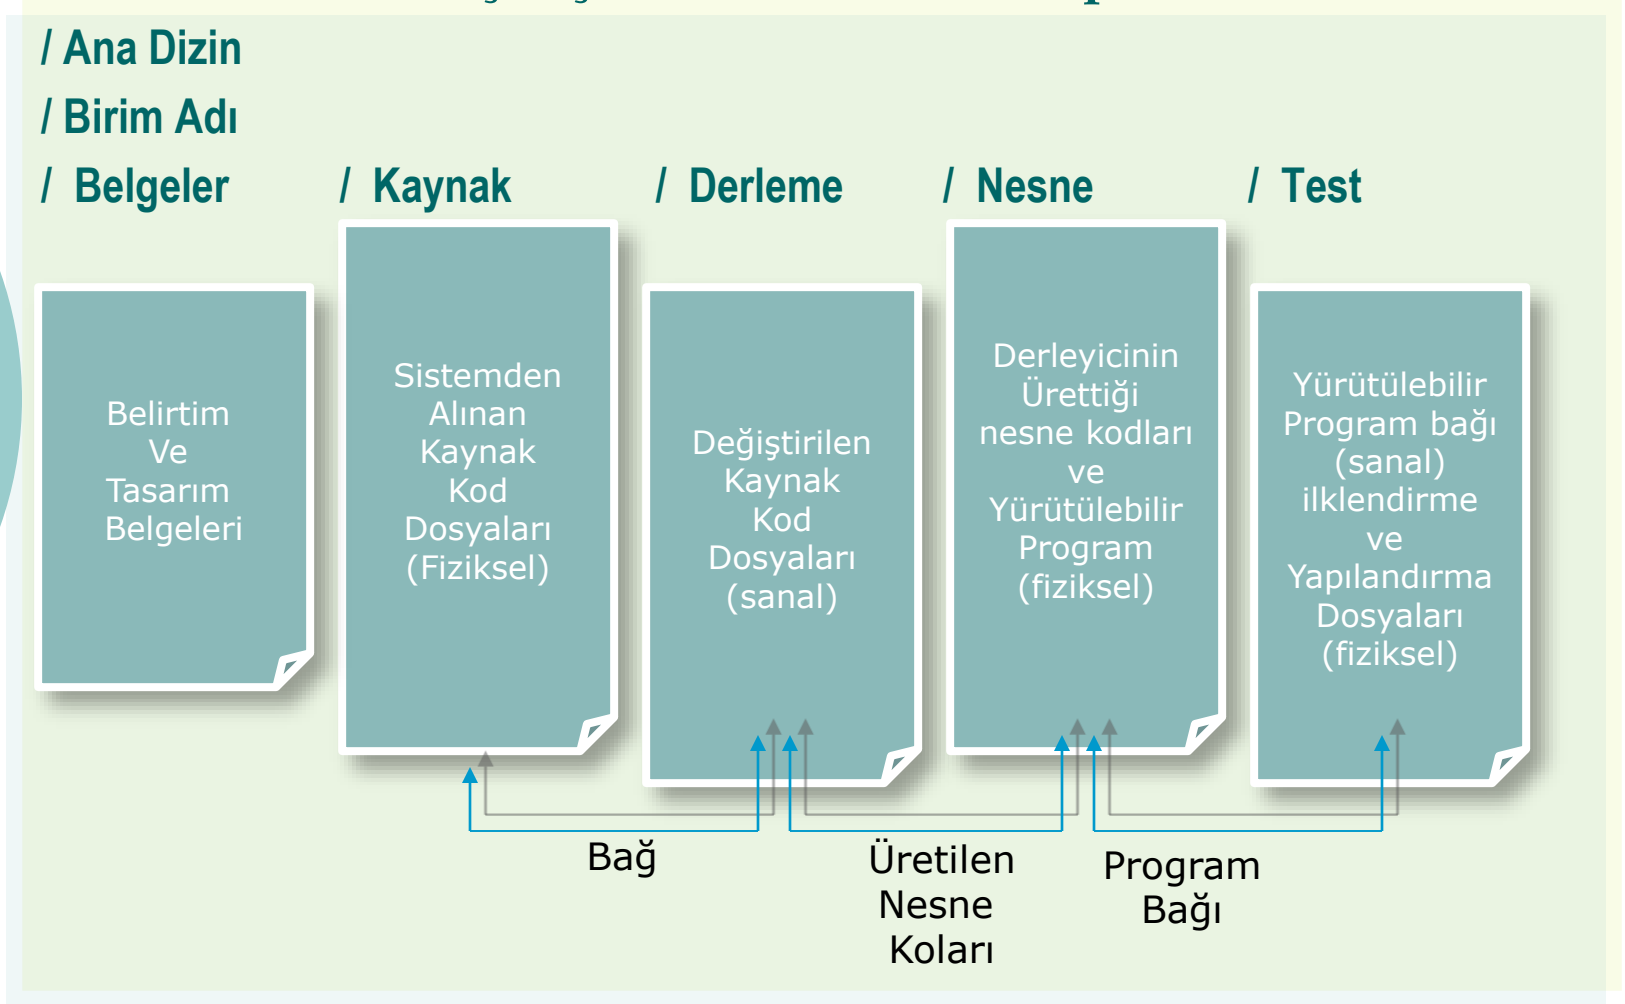 / Ana Dizin
/ Birim Adı
/ Belgeler / Kaynak / Derleme / Nesne / Test
Belirtim
Ve
Tasarım
Belgeleri
Sistemden
Alınan
Kaynak
Kod
Dosyaları
(Fiziksel)
Değiştirilen
Kaynak
Kod
Dosyaları
(sanal)
Derleyicinin
Ürettiği
nesne kodları
ve
Yürütülebilir
Program
(fiziksel)
Yürütülebilir
Program bağı
(sanal)
ilklendirme
ve
Yapılandırma
Dosyaları
(fiziksel)
Bağ
Üretilen
Nesne
Koları
Program
Bağı